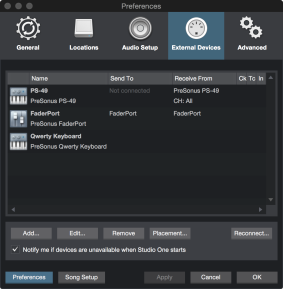 Preferences
General Locations Audio Setup External Devices Advanced
Name Send To Receive From Ck To In
PS-49 Not connected PreSonus PS-49
PreSonus PS-49 CH: All
FaderPort FaderPort FaderPort
PreSonus FaderPort
Qwerty Keyboard
PreSonus Qwerty Keyboard
Add... Edit... Remove Placement... Reconnect...
Notify me if devices are unavailable when Studio One starts
Preferences Song Setup Apply Cancel OK